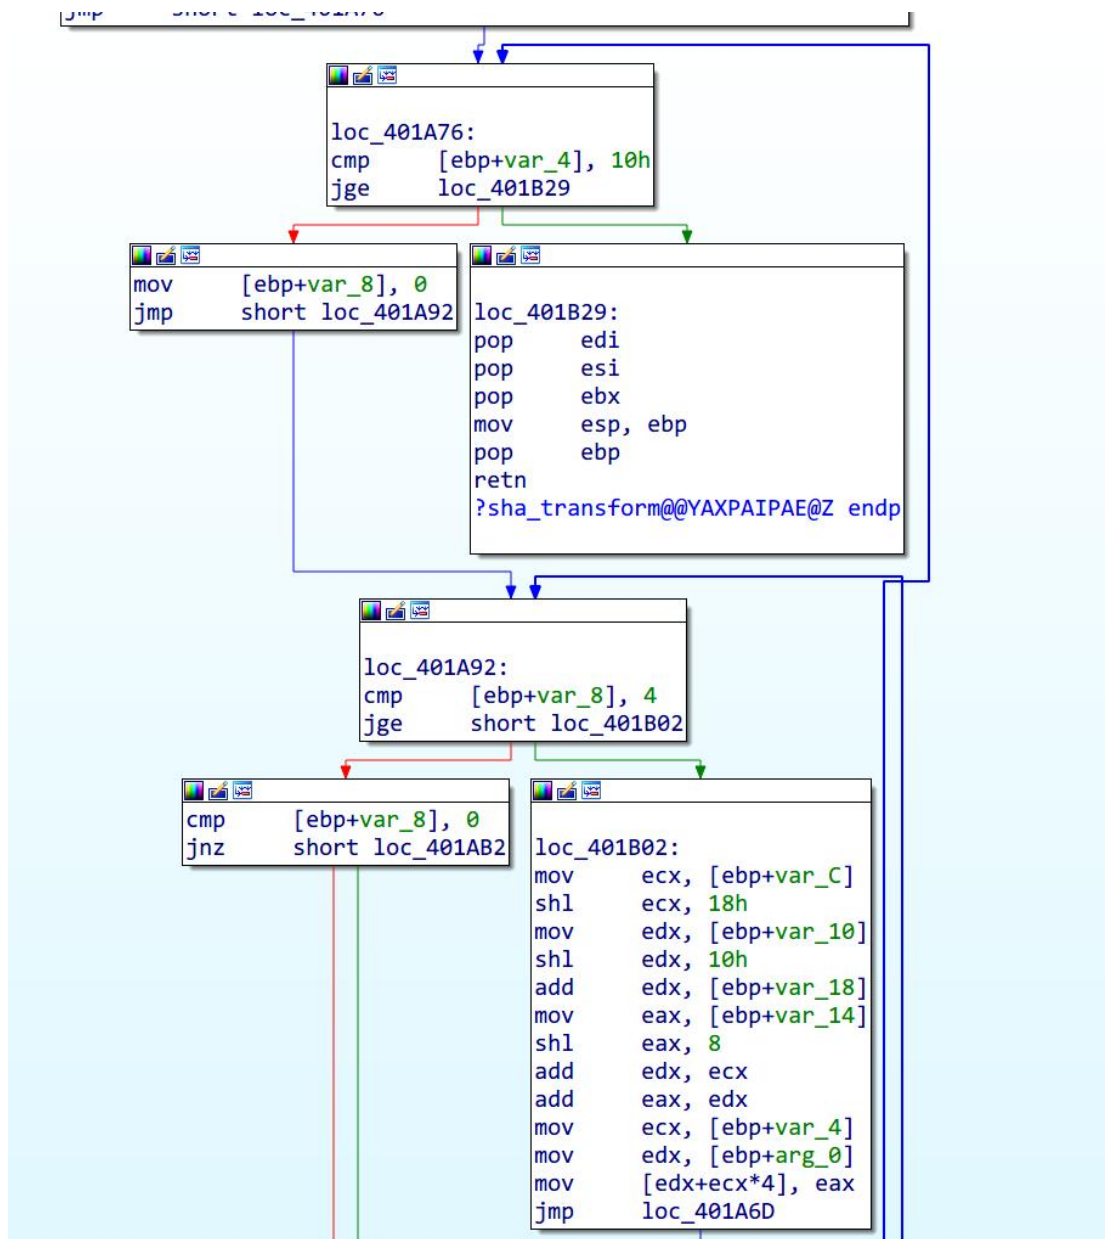 jmp     short loc_401A76
loc_401A76:
cmp     [ebp+var_4], 10h
jge     loc_401B29
mov     [ebp+var_8], 0
jmp     short loc_401A92
loc_401B29:
pop     edi
pop     esi
pop     ebx
mov     esp, ebp
pop     ebp
retn
?sha_transform@@YAXPAIPAE@Z endp
loc_401A92:
cmp     [ebp+var_8], 4
jge     short loc_401B02
cmp     [ebp+var_8], 0
jnz     short loc_401AB2
loc_401B02:
mov     ecx, [ebp+var_C]
shl     ecx, 18h
mov     edx, [ebp+var_10]
shl     edx, 10h
add     edx, [ebp+var_18]
mov     eax, [ebp+var_14]
shl     eax, 8
add     edx, ecx
add     eax, edx
mov     ecx, [ebp+var_4]
mov     edx, [ebp+arg_0]
mov     [edx+ecx*4], eax
jmp     loc_401A6D